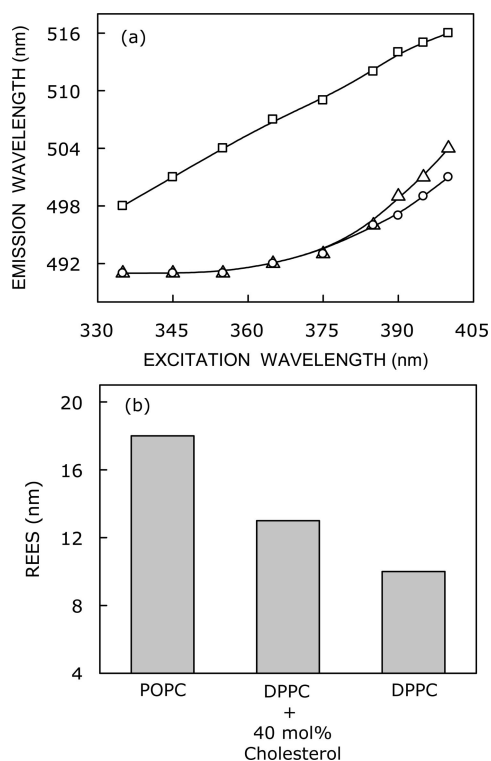 (a)
516
510
504
498
492
EMISSION WAVELENGTH (nm)
330 345 360 375 390 405
EXCITATION WAVELENGTH (nm)
(b)
20
16
12
8
4
REES (nm)
POPC DPPC DPPC
+
40 mol%
Cholesterol